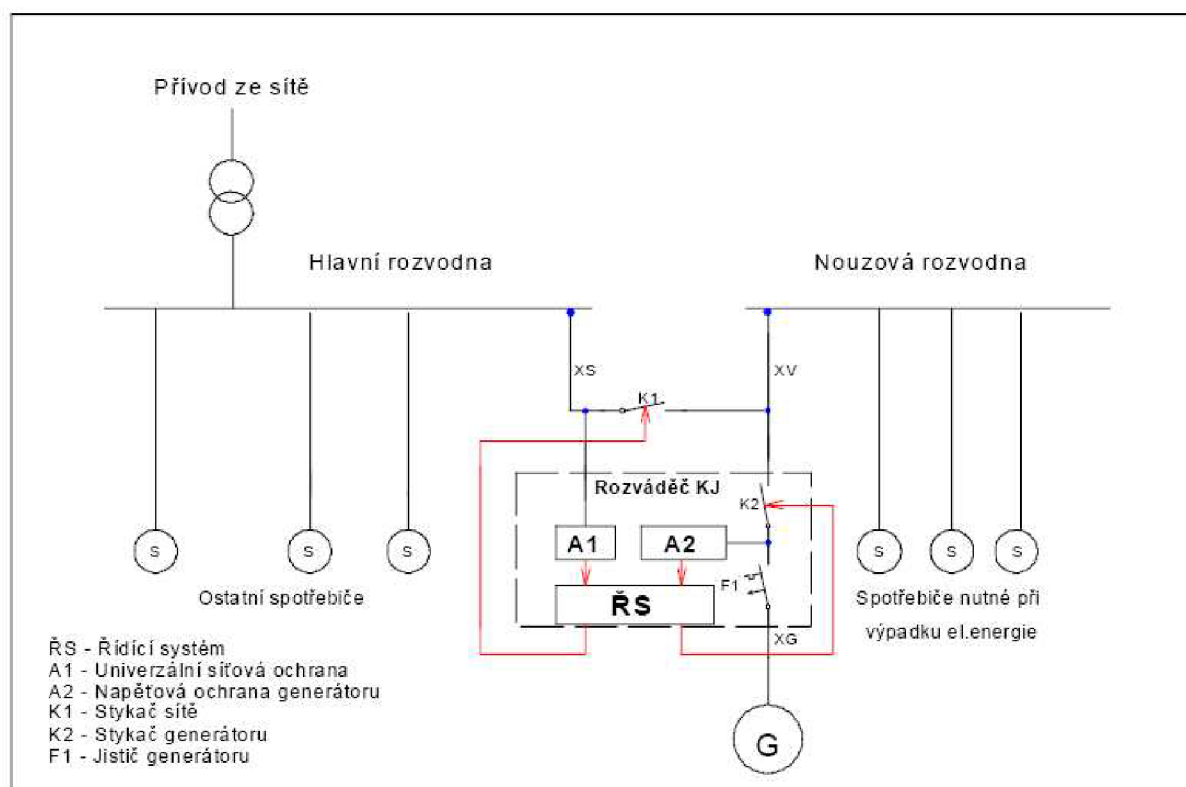 Přívod ze sítě
Hlavní rozvodna
Nouzová rozvodna
XS
XV
K1
Rozváděč KJ
K2
A1
A2
F1
ŘS
XG
S
S
S
S
S
S
Ostatní spotřebiče
Spotřebiče nutné při
výpadku el.energie
G
ŘS - Řídící systém
A1 - Univerzální síťová ochrana
A2 - Napěťová ochrana generátoru
K1 - Stykač sítě
K2 - Stykač generátoru
F1 - Jistič generátoru